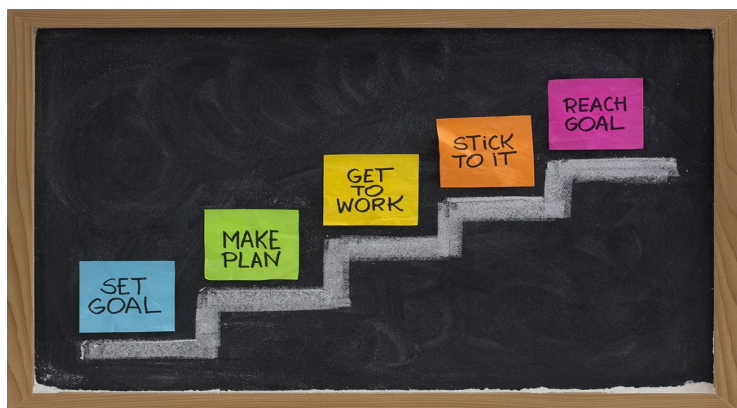 SET
GOAL
MAKE
PLAN
GET
TO
WORK
STiCK
TO iT
REACH
GOAL